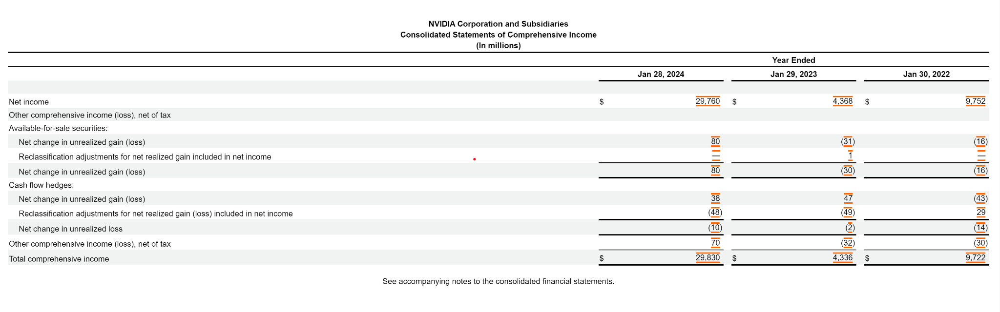 NVIDIA Corporation and Subsidiaries
Consolidated Statements of Comprehensive Income
(In millions)
Year Ended
Jan 28, 2024 Jan 29, 2023 Jan 30, 2022
Net income $ 29,760 $ 4,368 $ 9,752
Other comprehensive income (loss), net of tax
Available-for-sale securities:
Net change in unrealized gain (loss) 80 (31) (16)
Reclassification adjustments for net realized gain included in net income — 1 —
Net change in unrealized gain (loss) 80 (30) (16)
Cash flow hedges:
Net change in unrealized gain (loss) 38 47 (43)
Reclassification adjustments for net realized gain (loss) included in net income (48) (49) 29
Net change in unrealized loss (10) (2) (14)
Other comprehensive income (loss), net of tax 70 (32) (30)
Total comprehensive income $ 29,830 $ 4,336 $ 9,722
See accompanying notes to the consolidated financial statements.